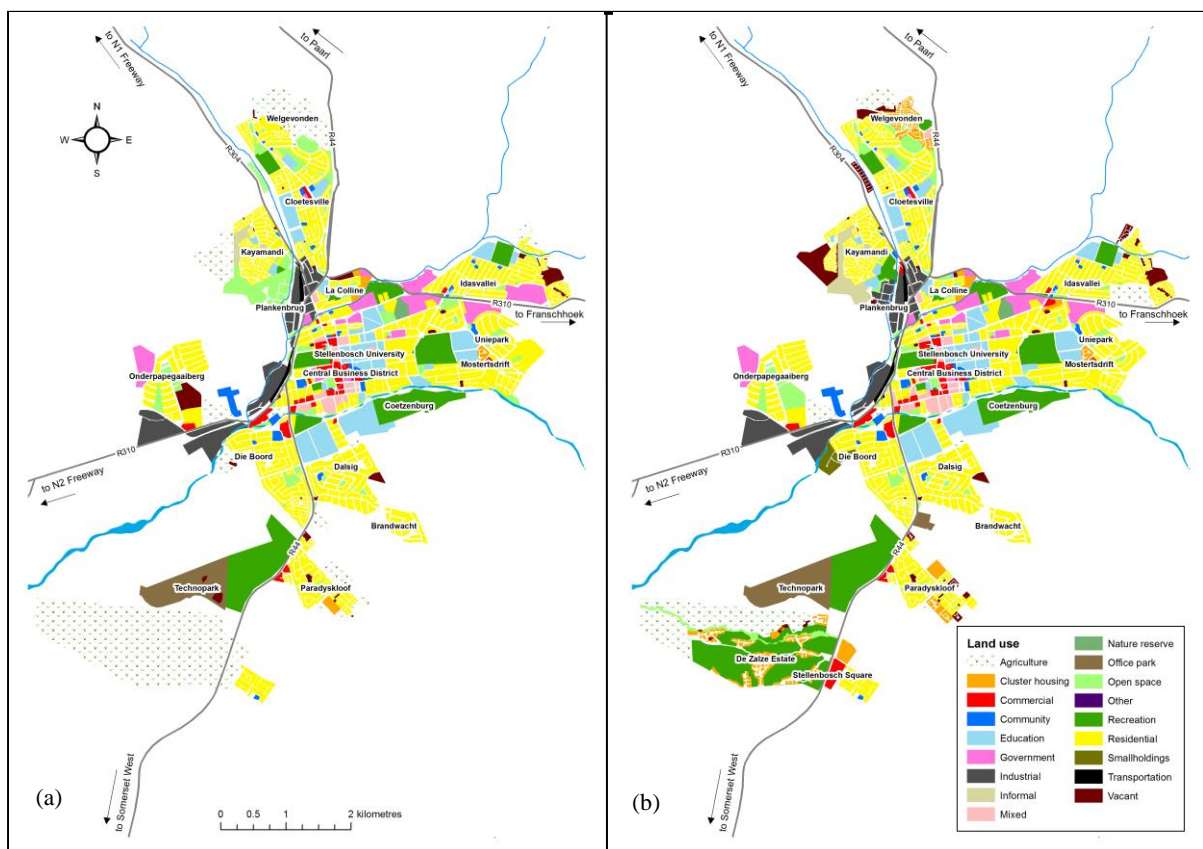 to N1 Freeway
to Paarl
N
W
E
S
Welgevonden
R304
R44
Cloetesville
Kayamandi
La Colline
Idasvallei
Plankenbrug
R310
to Franschhoek
Uniepark
Stellenbosch University
Mostertsdrift
Central Business District
Onderpapegaaiberg
Coetzenburg
R310
Die Boord
Dalsig
to N2 Freeway
Brandwacht
R44
Technopark
Paradyskloof
to Somerset West
(a)
0 0.5 1 2 kilometres
to N1 Freeway
to Paarl
Welgevonden
R304
R44
Cloetesville
Kayamandi
La Colline
Idasvallei
Plankenbrug
R310
to Franschhoek
Uniepark
Stellenbosch University
Mostertsdrift
Central Business District
Onderpapegaaiberg
Coetzenburg
R310
Die Boord
Dalsig
to N2 Freeway
Brandwacht
R44
Technopark
Paradyskloof
De Zalze Estate
Stellenbosch Square
to Somerset West
(b)
Land use
Agriculture
Cluster housing
Commercial
Community
Education
Government
Industrial
Informal
Mixed
Nature reserve
Office park
Open space
Other
Recreation
Residential
Smallholdings
Transportation
Vacant